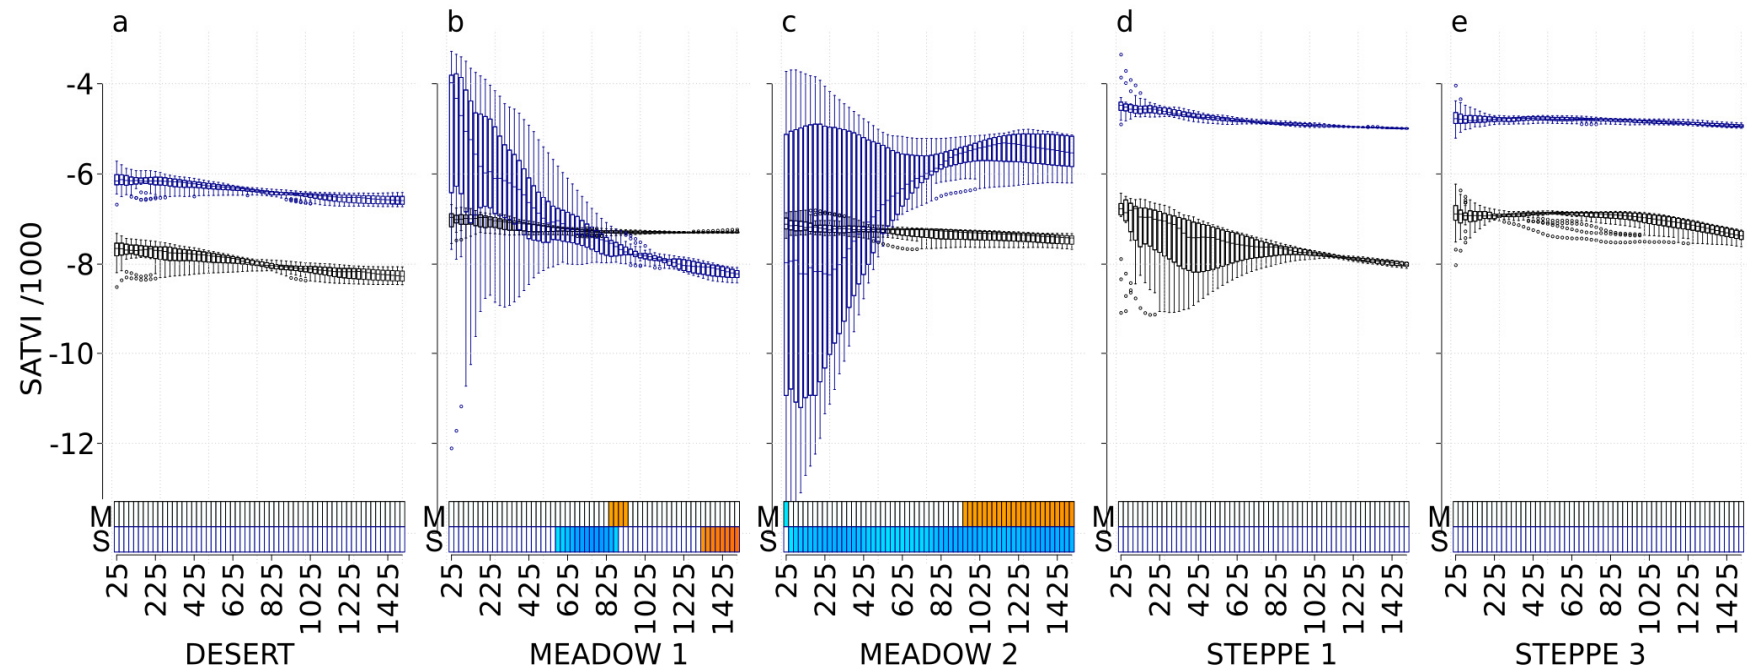 a b c d e
SATVI /1000
-4
-6
-8
-10
-12
M M M M M
S S S S S
25 225 425 625 825 1025 1225 1425 25 225 425 625 825 1025 1225 1425 25 225 425 625 825 1025 1225 1425 25 225 425 625 825 1025 1225 1425 25 225 425 625 825 1025 1225 1425
DESERT MEADOW 1 MEADOW 2 STEPPE 1 STEPPE 3